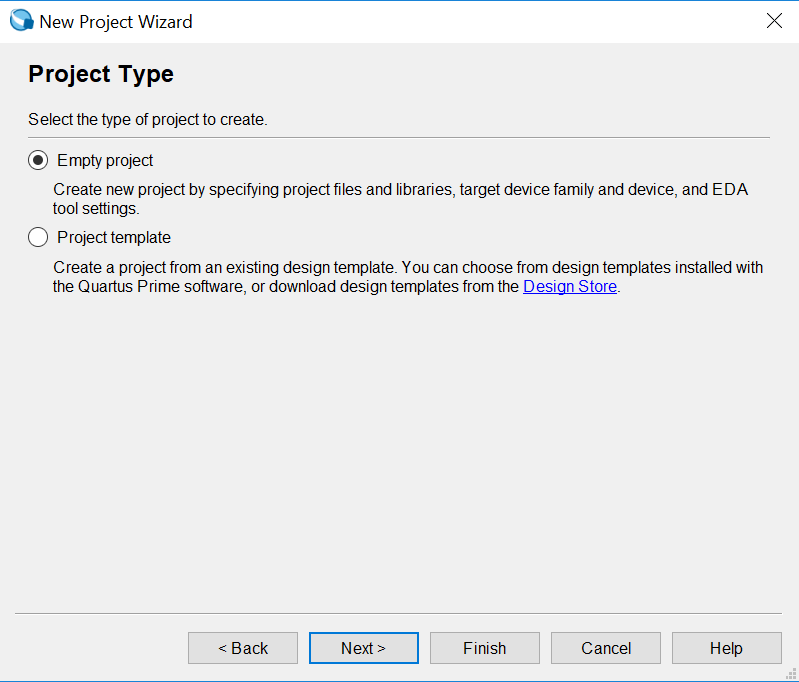 New Project Wizard
Project Type
Select the type of project to create.
Empty project
Create new project by specifying project files and libraries, target device family and device, and EDA
tool settings.
Project template
Create a project from an existing design template. You can choose from design templates installed with
the Quartus Prime software, or download design templates from the Design Store.
< Back Next > Finish Cancel Help